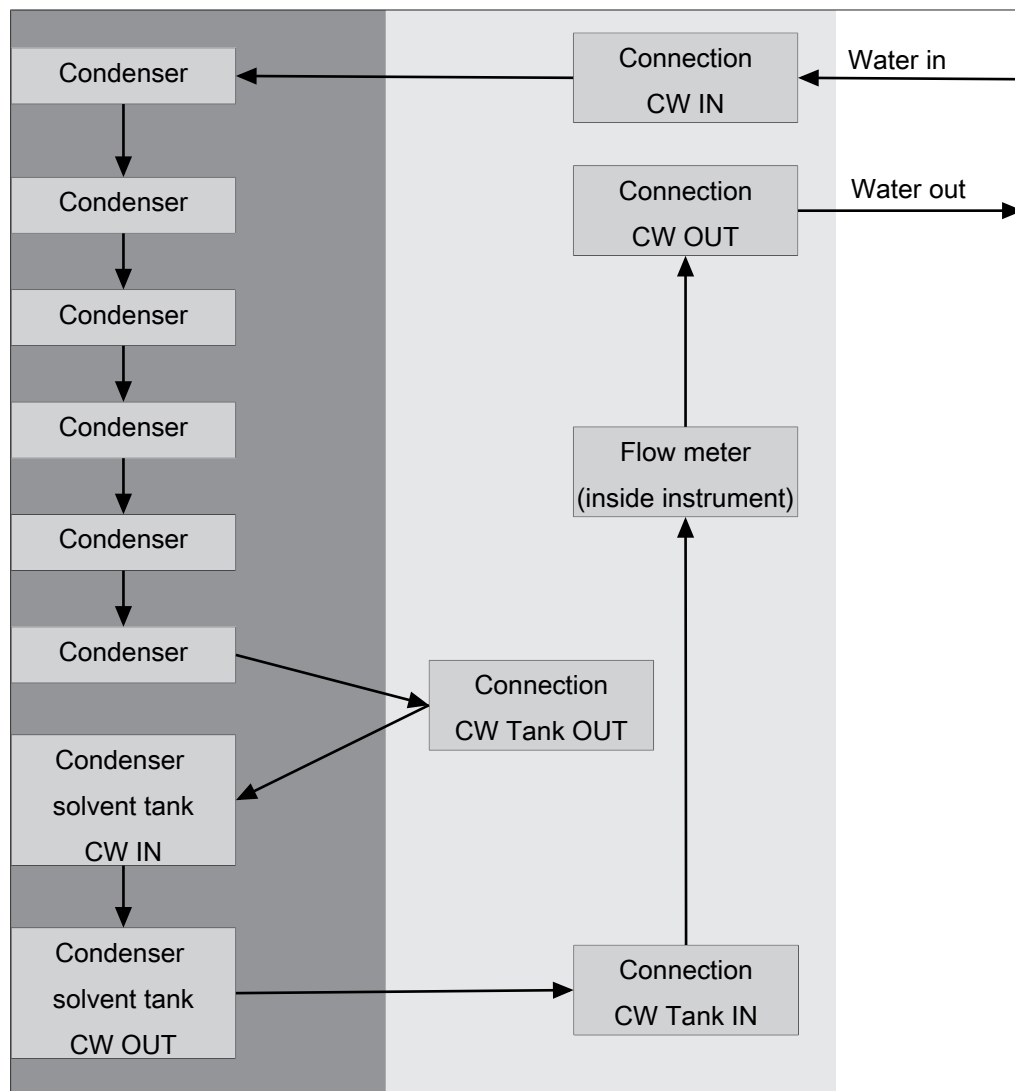 Condenser
Connection
CW IN
Water in
Condenser
Connection
CW OUT
Water out
Condenser
Condenser
Flow meter
(inside instrument)
Condenser
Condenser
Connection
CW Tank OUT
Condenser
solvent tank
CW IN
Condenser
solvent tank
CW OUT
Connection
CW Tank IN